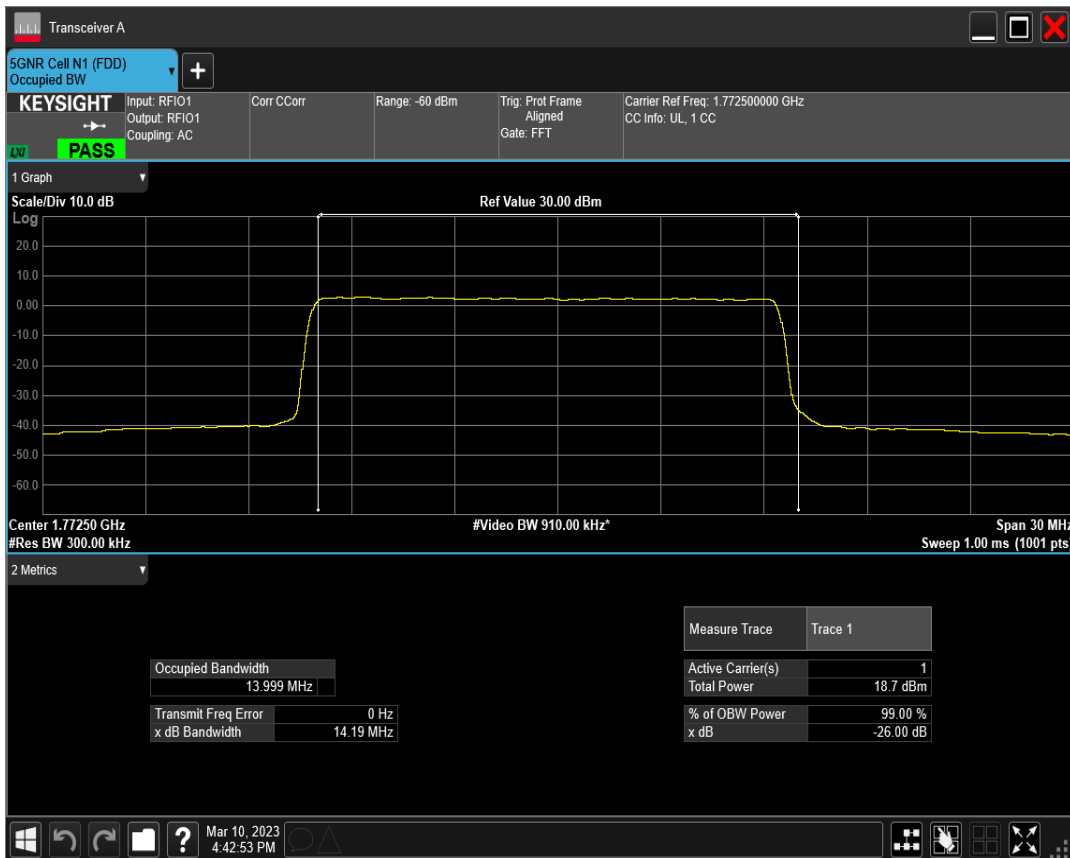 Transceiver A
5GNR Cell N1 (FDD)
Occupied BW
KEYSIGHT
LXI
PASS
Input: RFIO1
Output: RFIO1
Coupling: AC
Corr CCorr
Range: -60 dBm
Trig: Prot Frame
Aligned
Gate: FFT
Carrier Ref Freq: 1.772500000 GHz
CC Info: UL, 1 CC
1 Graph
Scale/Div 10.0 dB
Ref Value 30.00 dBm
Log
20.0
10.0
0.00
-10.0
-20.0
-30.0
-40.0
-50.0
-60.0
Center 1.77250 GHz
#Video BW 910.00 kHz*
Span 30 MHz
#Res BW 300.00 kHz
Sweep 1.00 ms (1001 pts)
2 Metrics
Measure Trace Trace 1
Occupied Bandwidth
13.999 MHz
Active Carrier(s) 1
Total Power 18.7 dBm
Transmit Freq Error 0 Hz
x dB Bandwidth 14.19 MHz
% of OBW Power 99.00 %
x dB -26.00 dB
?
Mar 10, 2023
4:42:53 PM